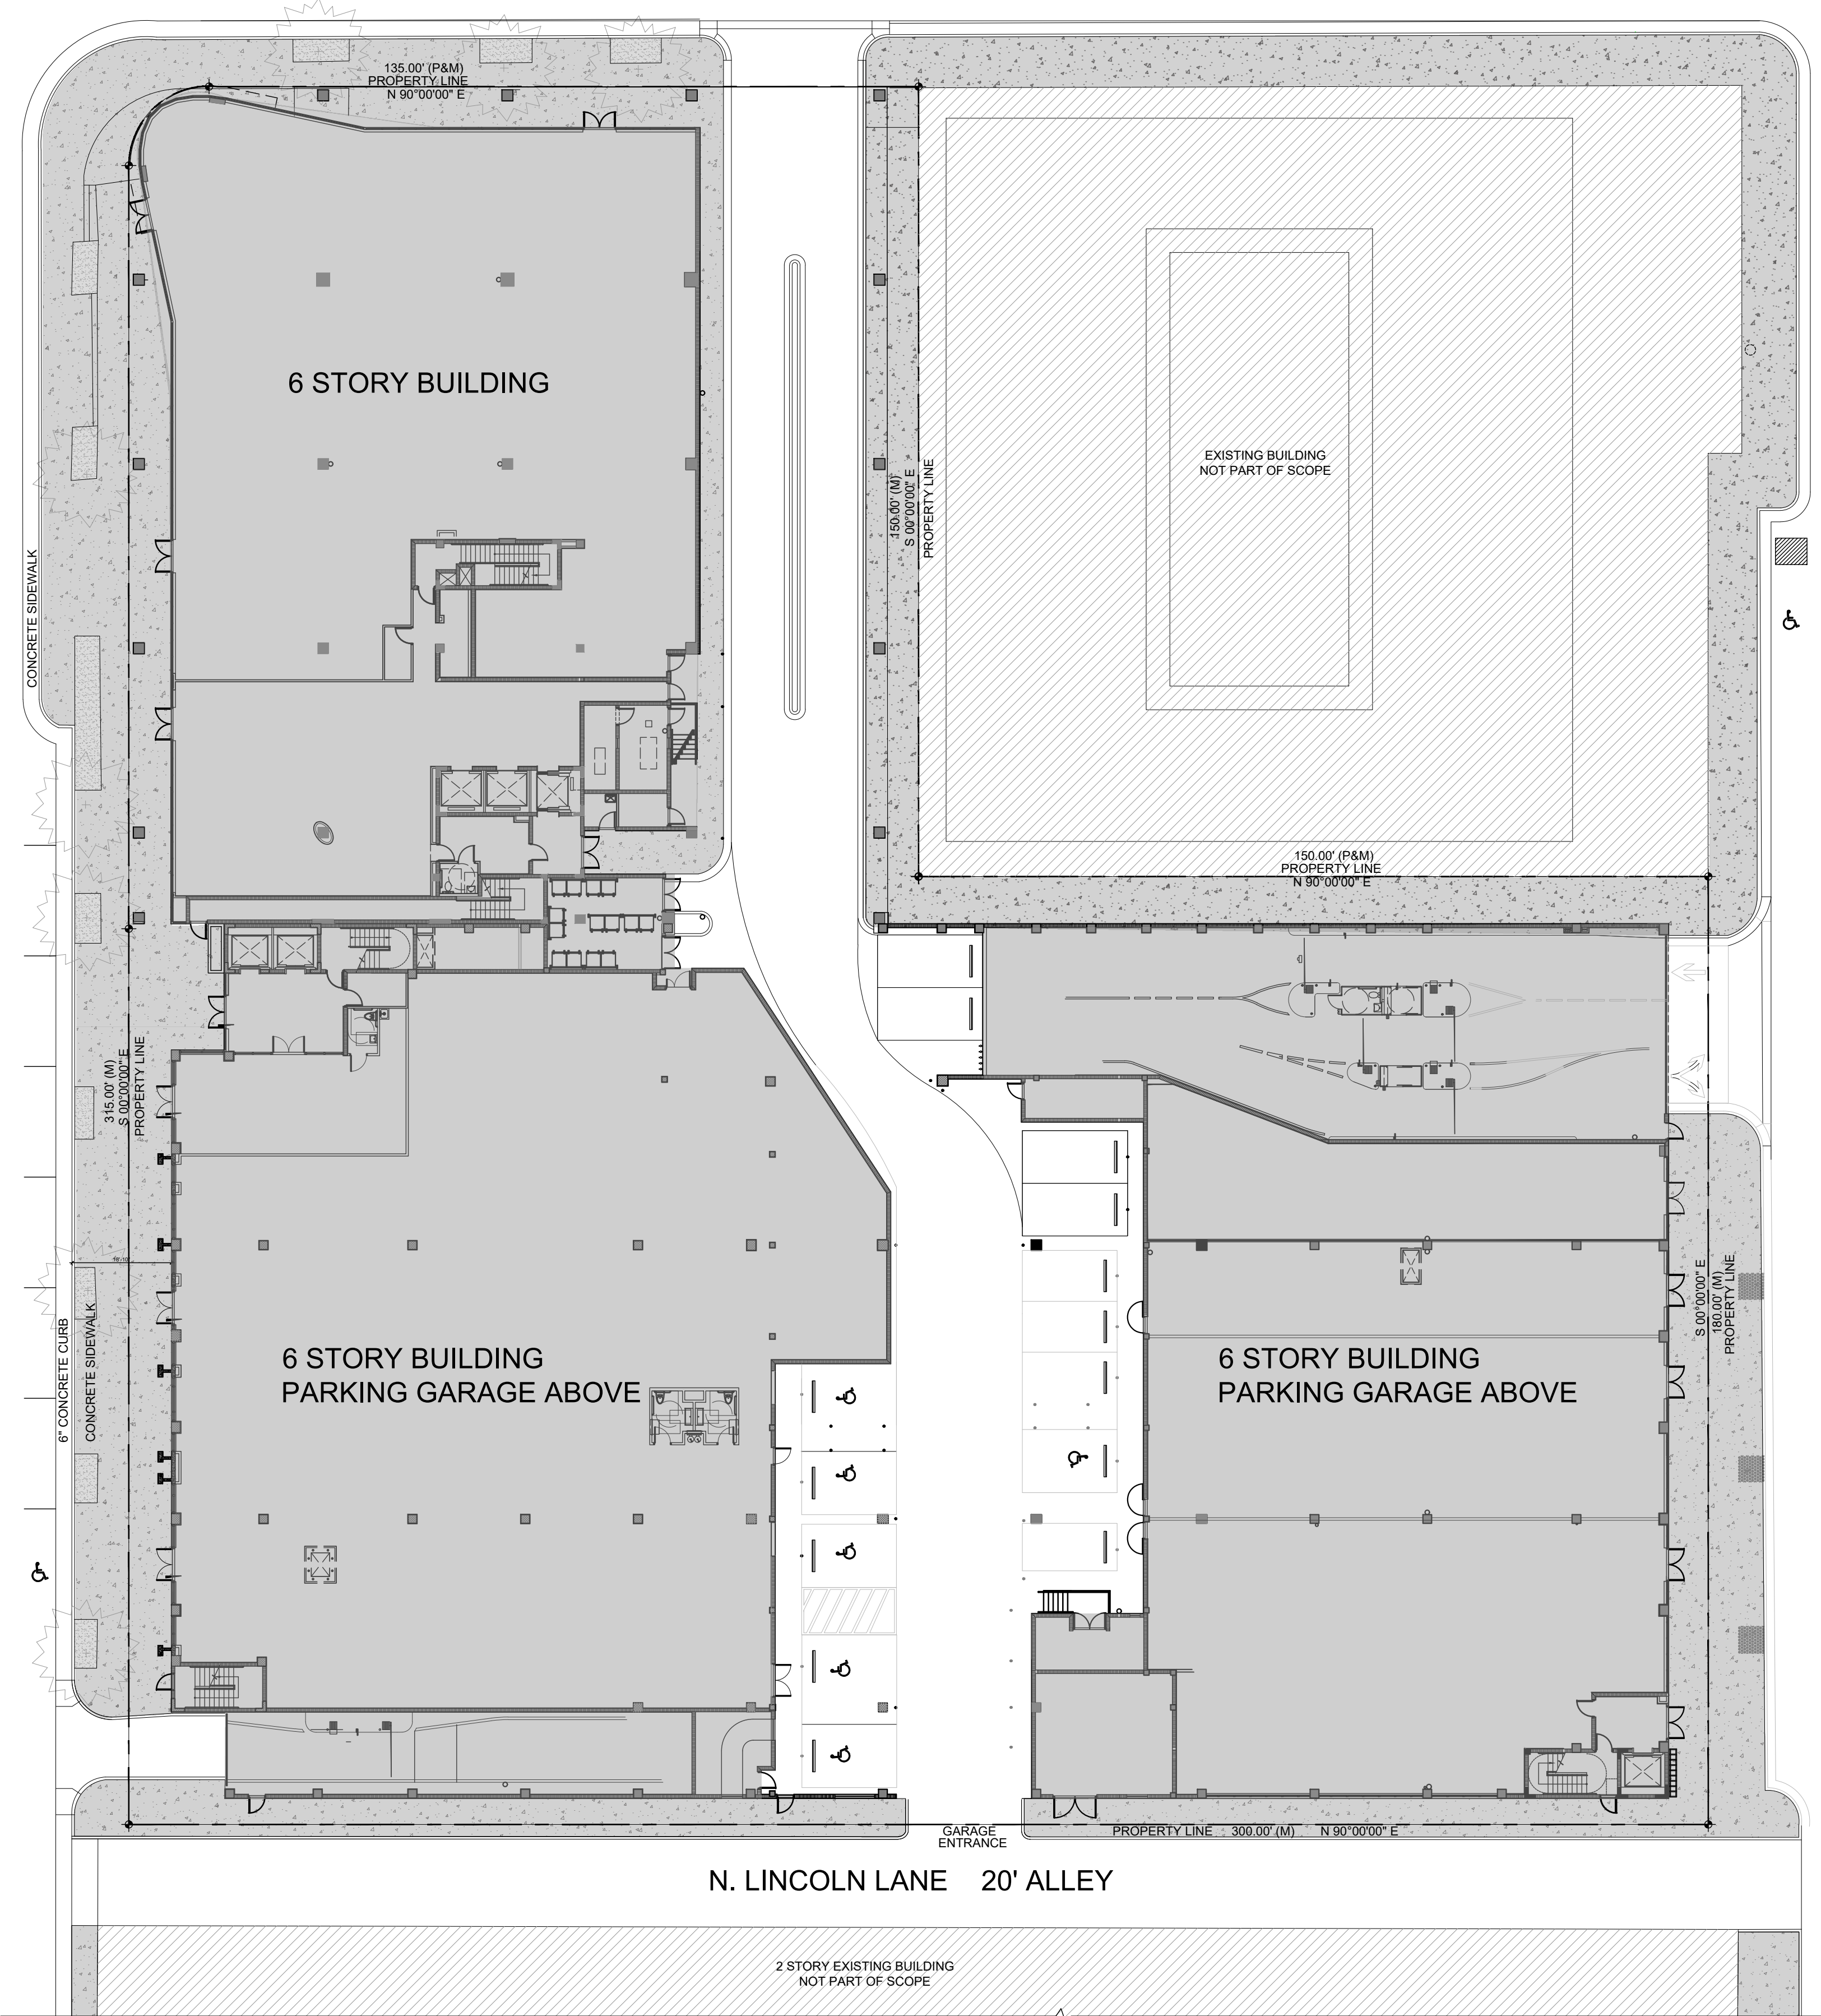 135.00' (P&M)
PROPERTY LINE
N 90°00'00" E
6 STORY BUILDING
EXISTING BUILDING
NOT PART OF SCOPE
150.00' (M)
S 00°00'00" E
PROPERTY LINE
CONCRETE SIDEWALK
150.00' (P&M)
PROPERTY LINE
N 90°00'00" E
315.00' (M)
S 00°00'00" E
PROPERTY LINE
6" CONCRETE CURB
CONCRETE SIDEWALK
6 STORY BUILDING
PARKING GARAGE ABOVE
6 STORY BUILDING
PARKING GARAGE ABOVE
S 00°00'00" E
180.00' (M)
PROPERTY LINE
GARAGE
ENTRANCE
PROPERTY LINE 300.00' (M) N 90°00'00" E
N. LINCOLN LANE 20' ALLEY
2 STORY EXISTING BUILDING
NOT PART OF SCOPE